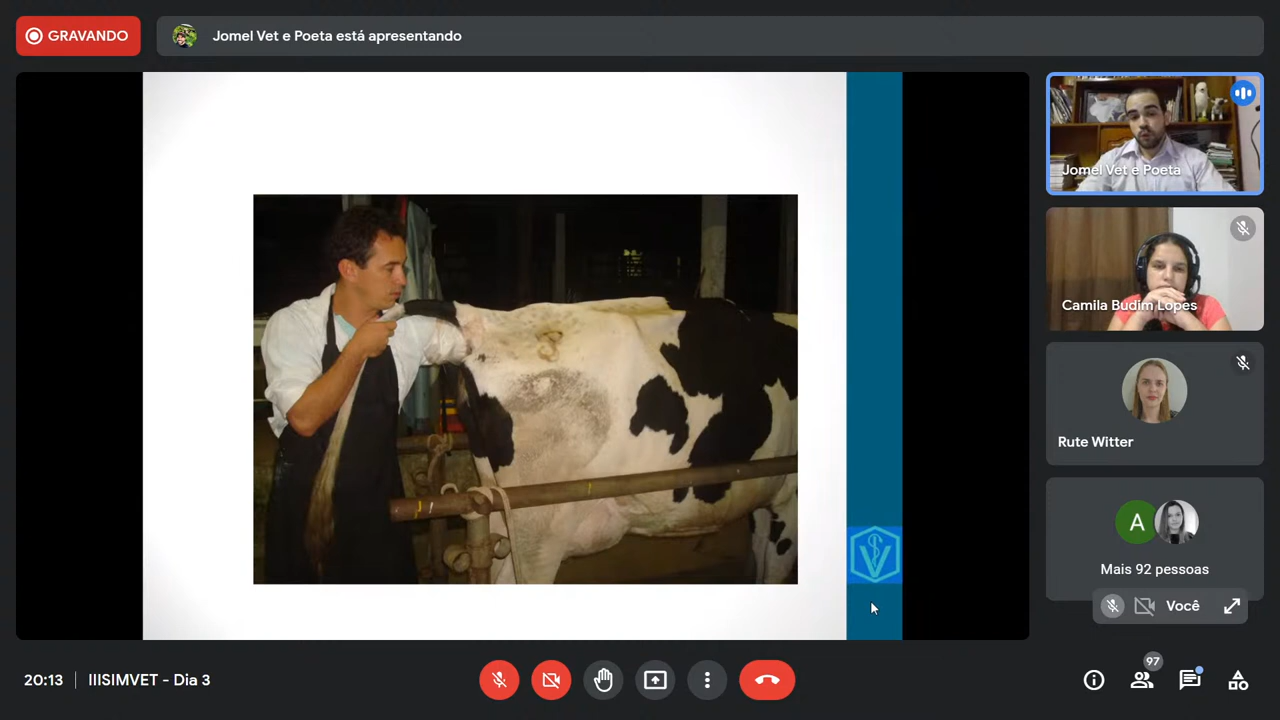 GRAVANDO
Jomel Vet e Poeta está apresentando
Jomel Vet e Poeta
Camila Budim Lopes
Rute Witter
A
Mais 92 pessoas
Você
V
20:13 | IIISIMVET - Dia 3
97